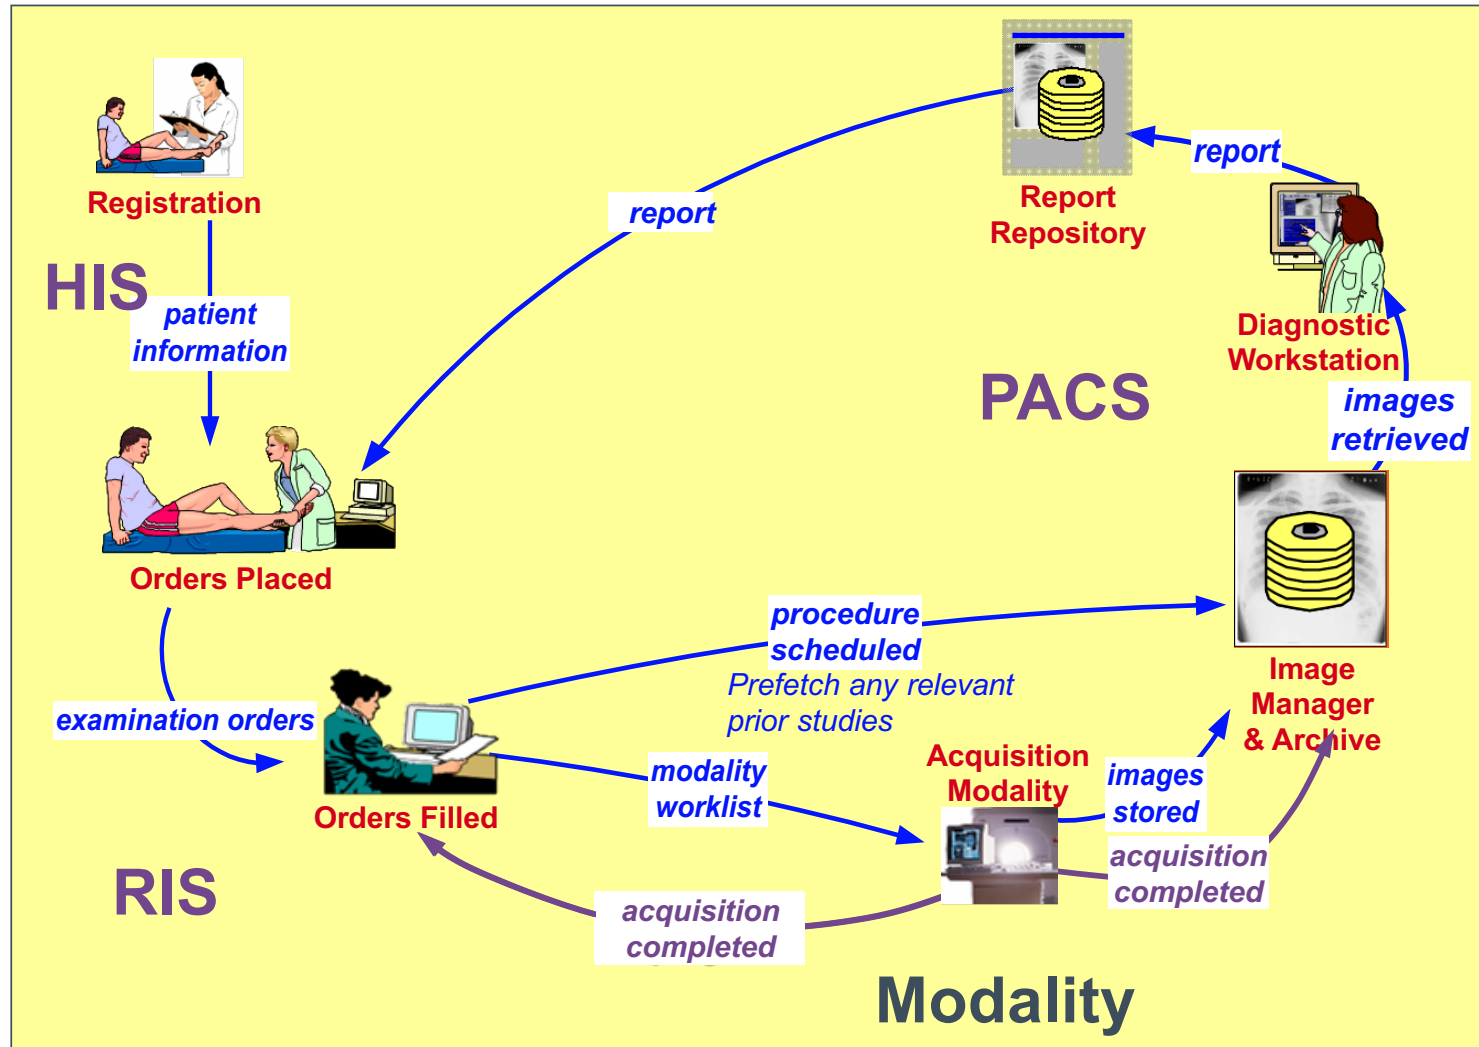 Registration
HIS
patient
information
Orders Placed
examination orders
Orders Filled
RIS
report
Report
Repository
report
Diagnostic
Workstation
PACS
images
retrieved
procedure
scheduled
Prefetch any relevant
prior studies
Image
Manager
& Archive
modality
worklist
Acquisition
Modality
images
stored
acquisition
completed
acquisition
completed
Modality